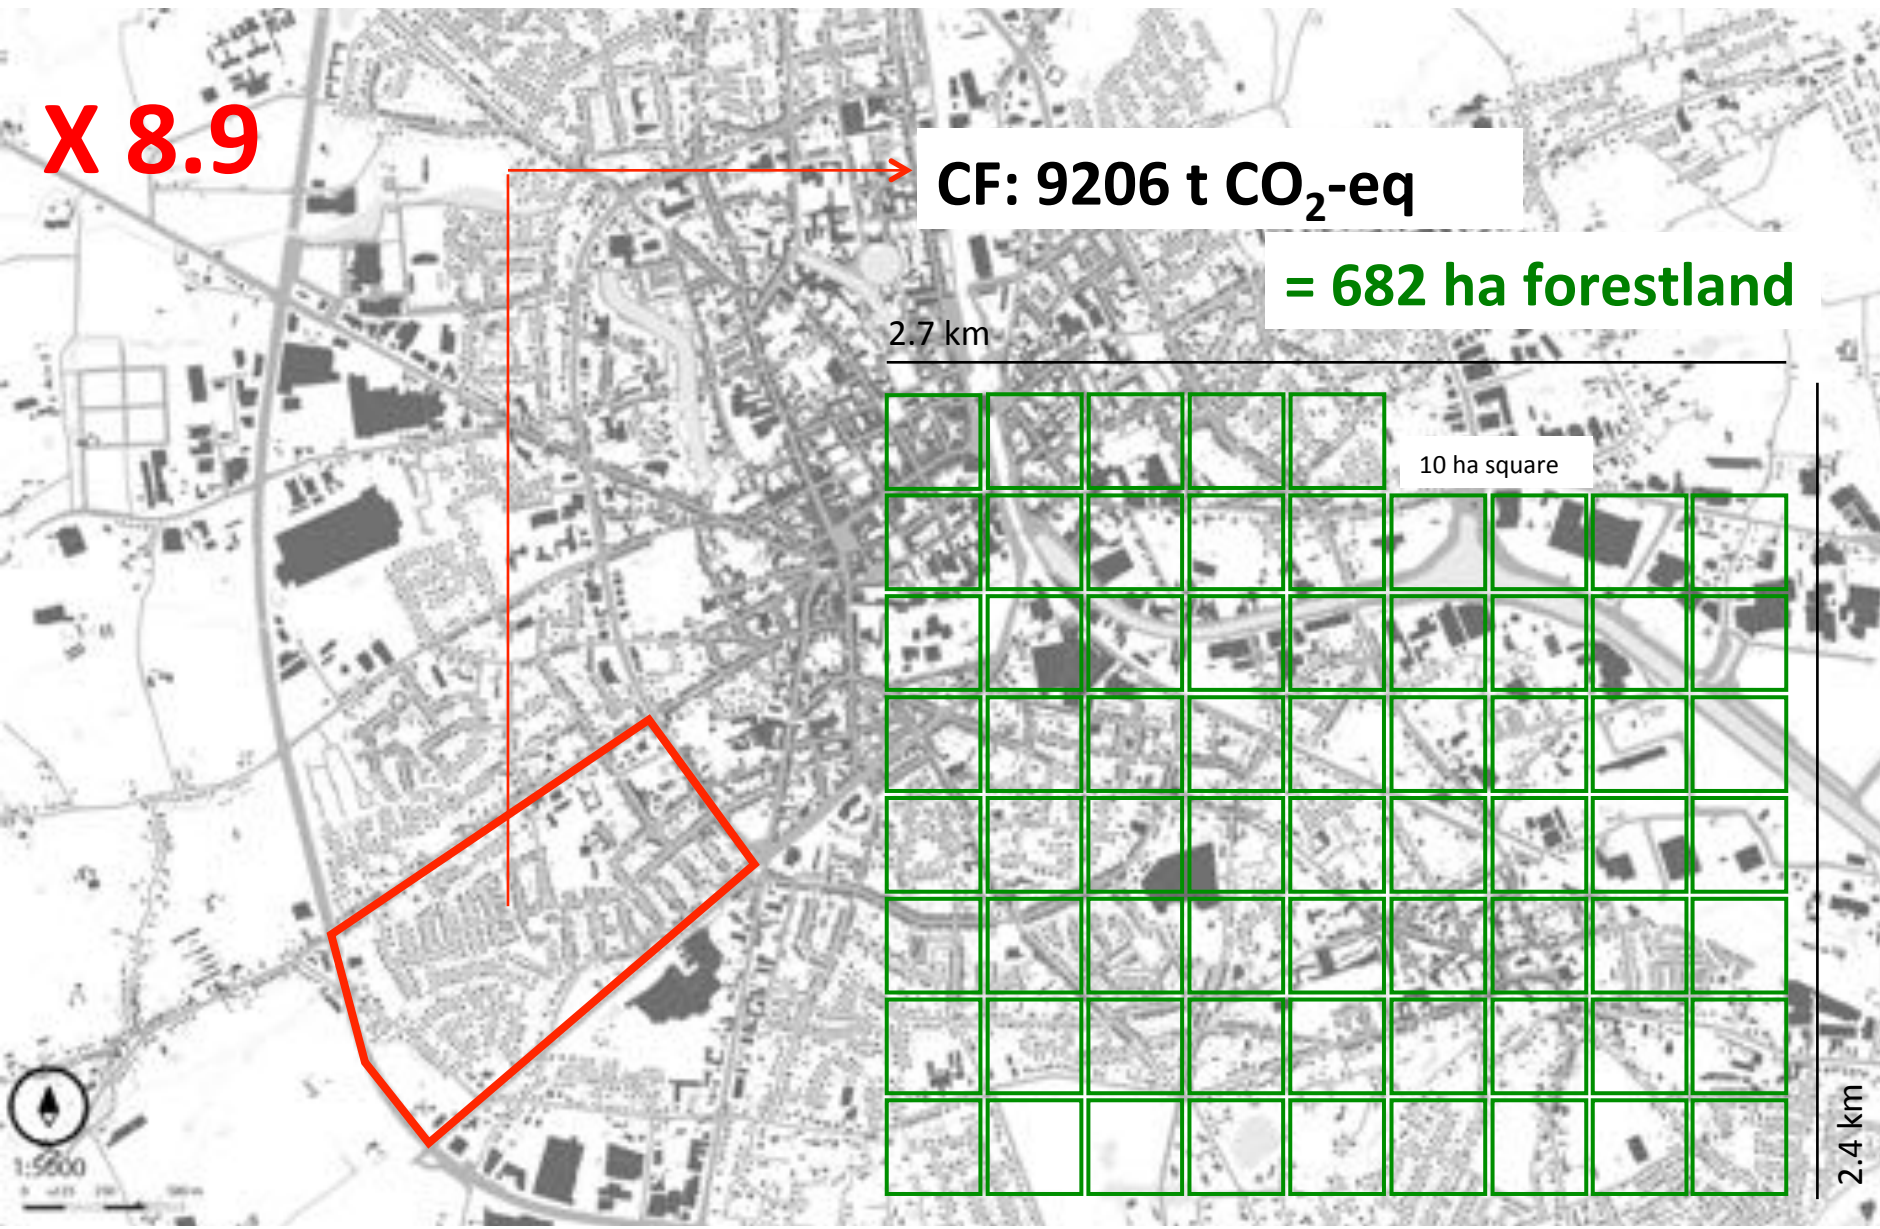 X 8.9
CF: 9206 t CO₂-eq
= 682 ha forestland
2.7 km
10 ha square
2.4 km
1:5000